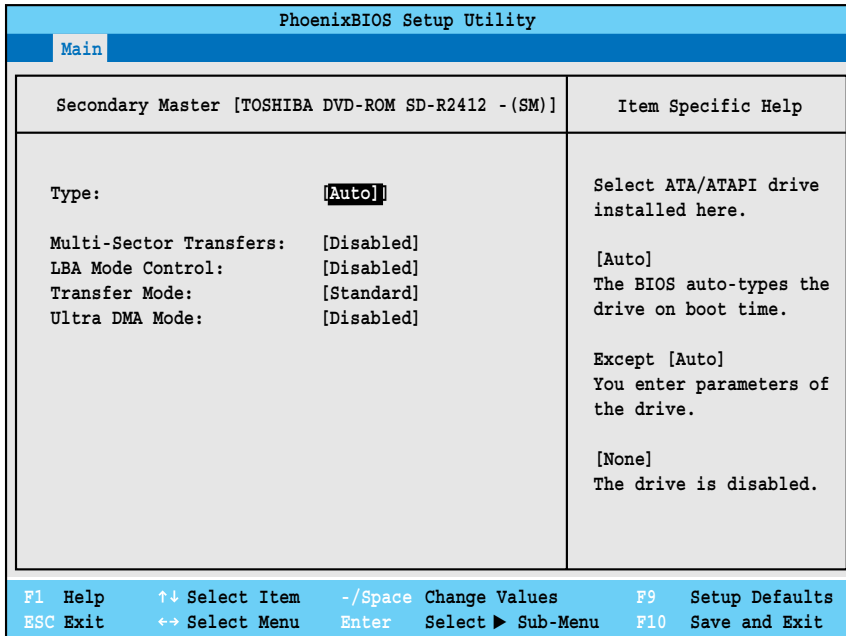 PhoenixBIOS Setup Utility
Main
Secondary Master [TOSHIBA DVD-ROM SD-R2412 -(SM)]
Item Specific Help
Type: [Auto]
Multi-Sector Transfers: [Disabled]
LBA Mode Control: [Disabled]
Transfer Mode: [Standard]
Ultra DMA Mode: [Disabled]
Select ATA/ATAPI drive
installed here.
[Auto]
The BIOS auto-types the
drive on boot time.
Except [Auto]
You enter parameters of
the drive.
[None]
The drive is disabled.
F1 Help ↑↓ Select Item -/Space Change Values F9 Setup Defaults
ESC Exit ←→ Select Menu Enter Select ▶ Sub-Menu F10 Save and Exit